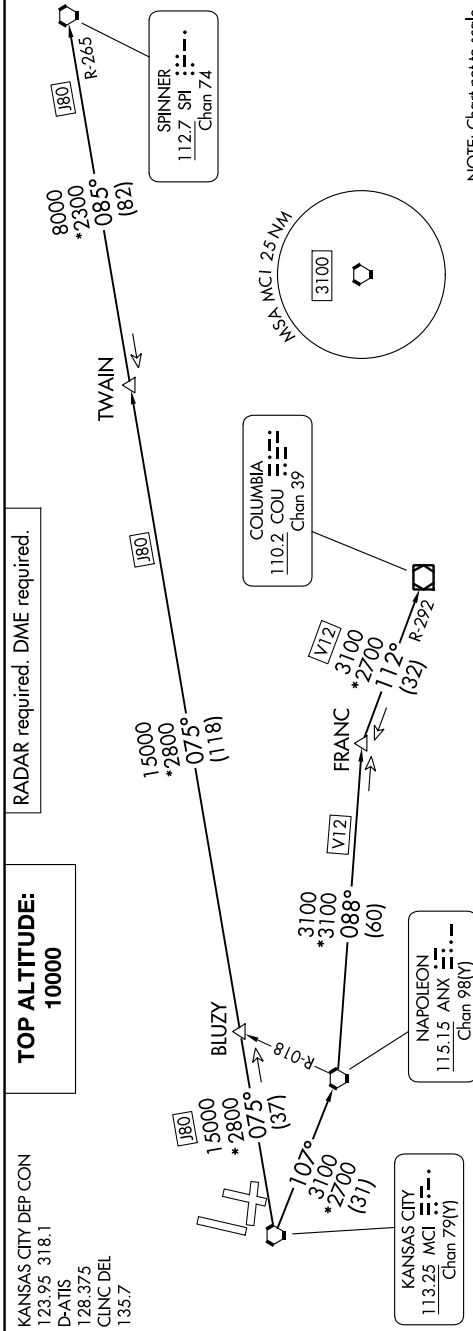 KANSAS CITY DEP CON
123.95 318.1
D-ATIS
128.375
CLNC DEL
135.7
TOP ALTITUDE:
10000
RADAR required. DME required.
J80
R-265
SPINNER
112.7 SPI
Chan 74
8000
*2300
085°
(82)
TWAIN
J80
15000
*2800
075°
(118)
BLUZY
J80
15000
*2800
075°
(37)
R-018
107°
3100
*2700
(31)
KANSAS CITY
113.25 MCI
Chan 79(Y)
NAPOLEON
115.15 ANX
Chan 98(Y)
3100
*3100
088°
(60)
V12
FRANC
V12
3100
*2700
112°
(32)
R-292
COLUMBIA
110.2 COU
Chan 39
MSA MCI 25 NM
3100
NOTE: Chart not to scale.